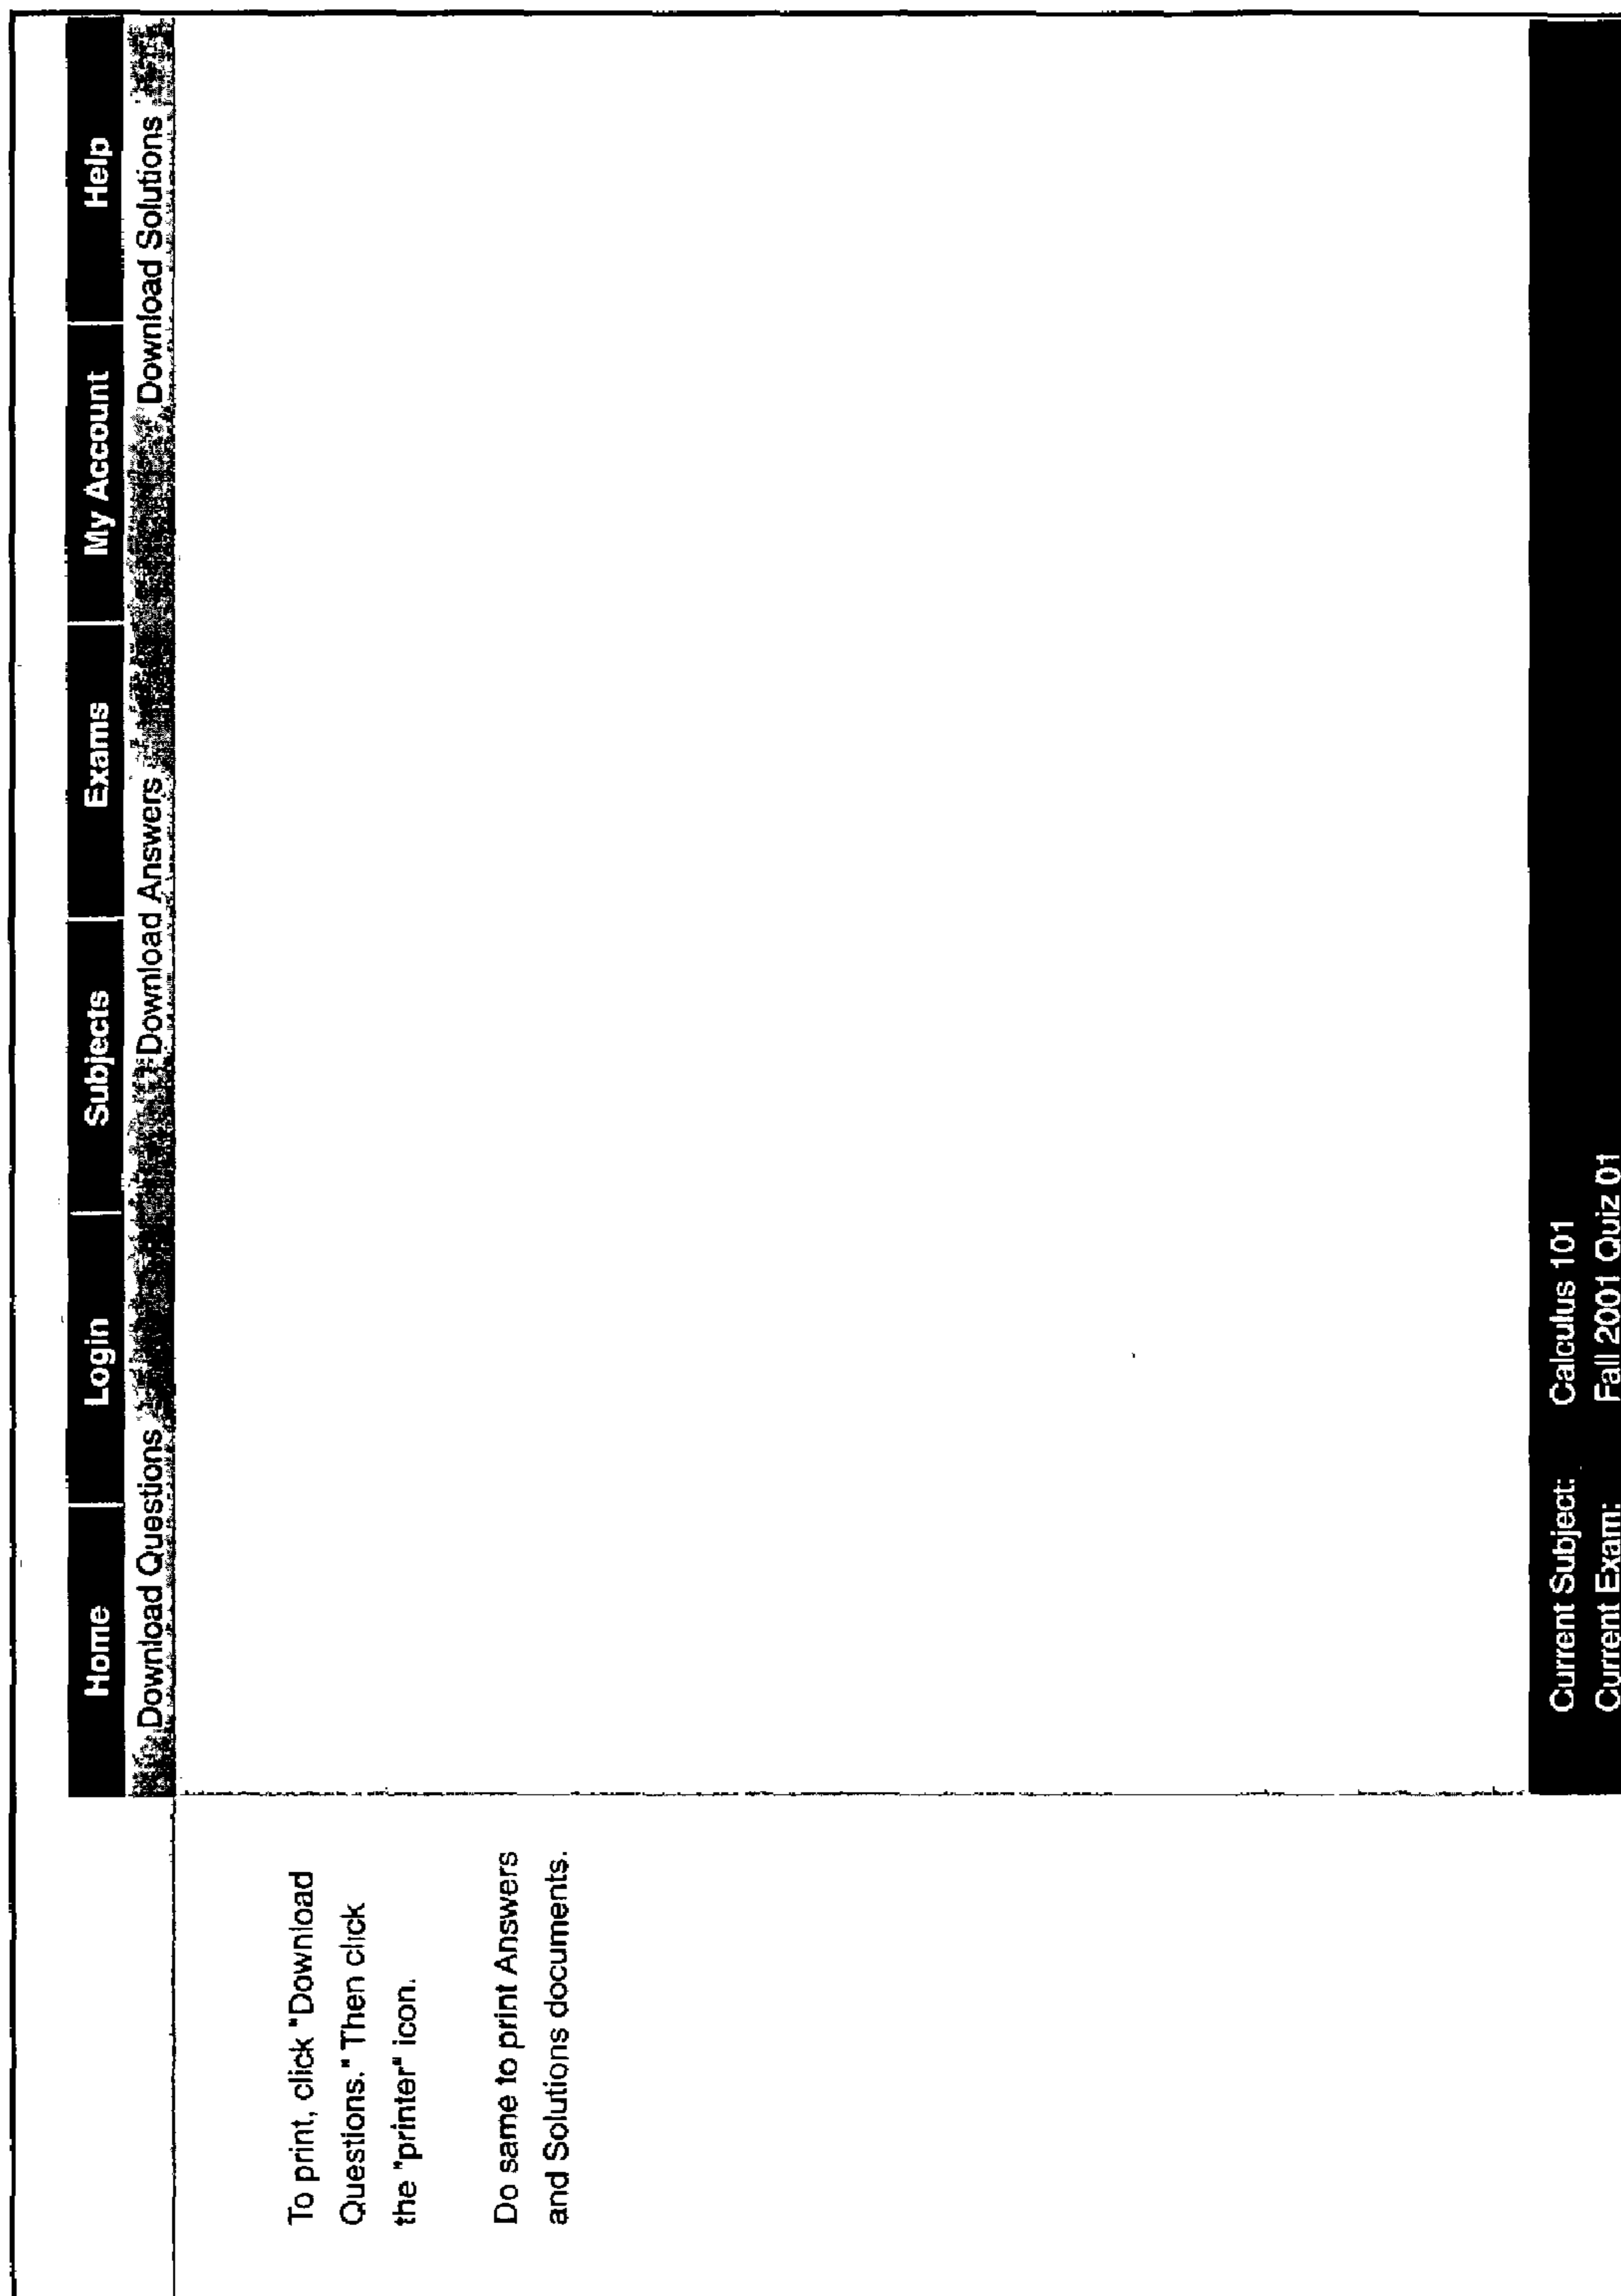 Home Login Subjects Exams My Account Help
Download Questions Download Answers Download Solutions
To print, click "Download
Questions." Then click
the "printer" icon.
Do same to print Answers
and Solutions documents.
Current Subject: Calculus 101
Current Exam: Fall 2001 Quiz 01